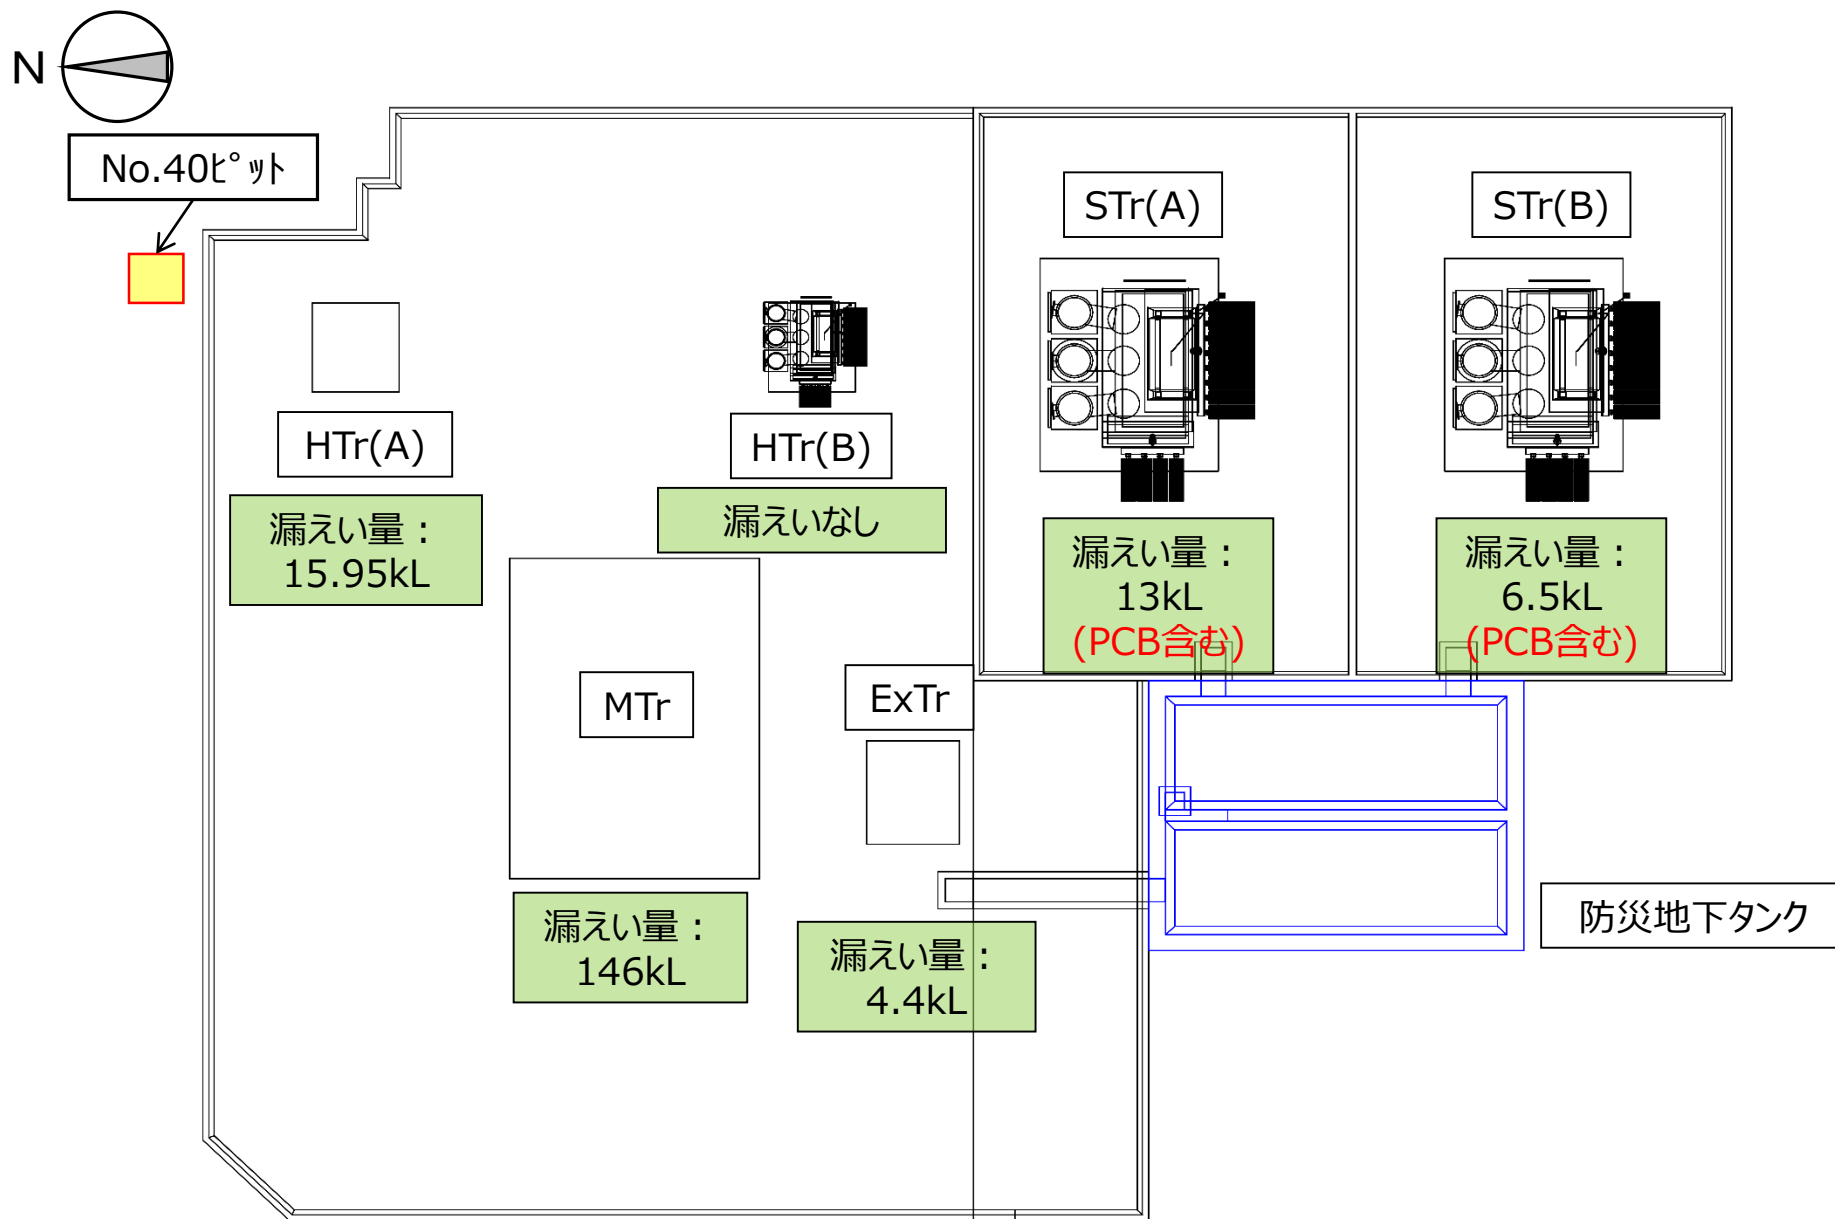 N
No.40ﾋﾟｯﾄ
STr(A)
STr(B)
HTr(A)
HTr(B)
漏えい量：
15.95kL
漏えいなし
漏えい量：
13kL
(PCB含む)
漏えい量：
6.5kL
(PCB含む)
MTr
ExTr
漏えい量：
146kL
漏えい量：
4.4kL
防災地下タンク